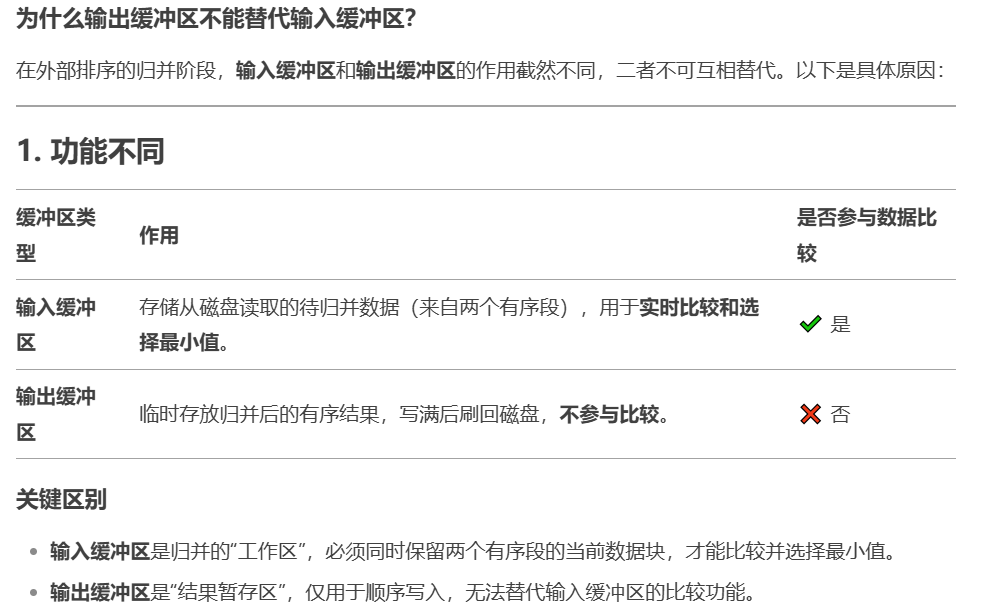 为什么输出缓冲区不能替代输入缓冲区？
在外部排序的归并阶段，输入缓冲区和输出缓冲区的作用截然不同，二者不可互相替代。以下是具体原因：
1. 功能不同
缓冲区类型 作用 是否参与数据比较
输入缓冲区 存储从磁盘读取的待归并数据（来自两个有序段），用于实时比较和选择最小值。 ✔ 是
输出缓冲区 临时存放归并后的有序结果，写满后刷回磁盘，不参与比较。 ✖ 否
关键区别
• 输入缓冲区是归并的“工作区”，必须同时保留两个有序段的当前数据块，才能比较并选择最小值。
• 输出缓冲区是“结果暂存区”，仅用于顺序写入，无法替代输入缓冲区的比较功能。